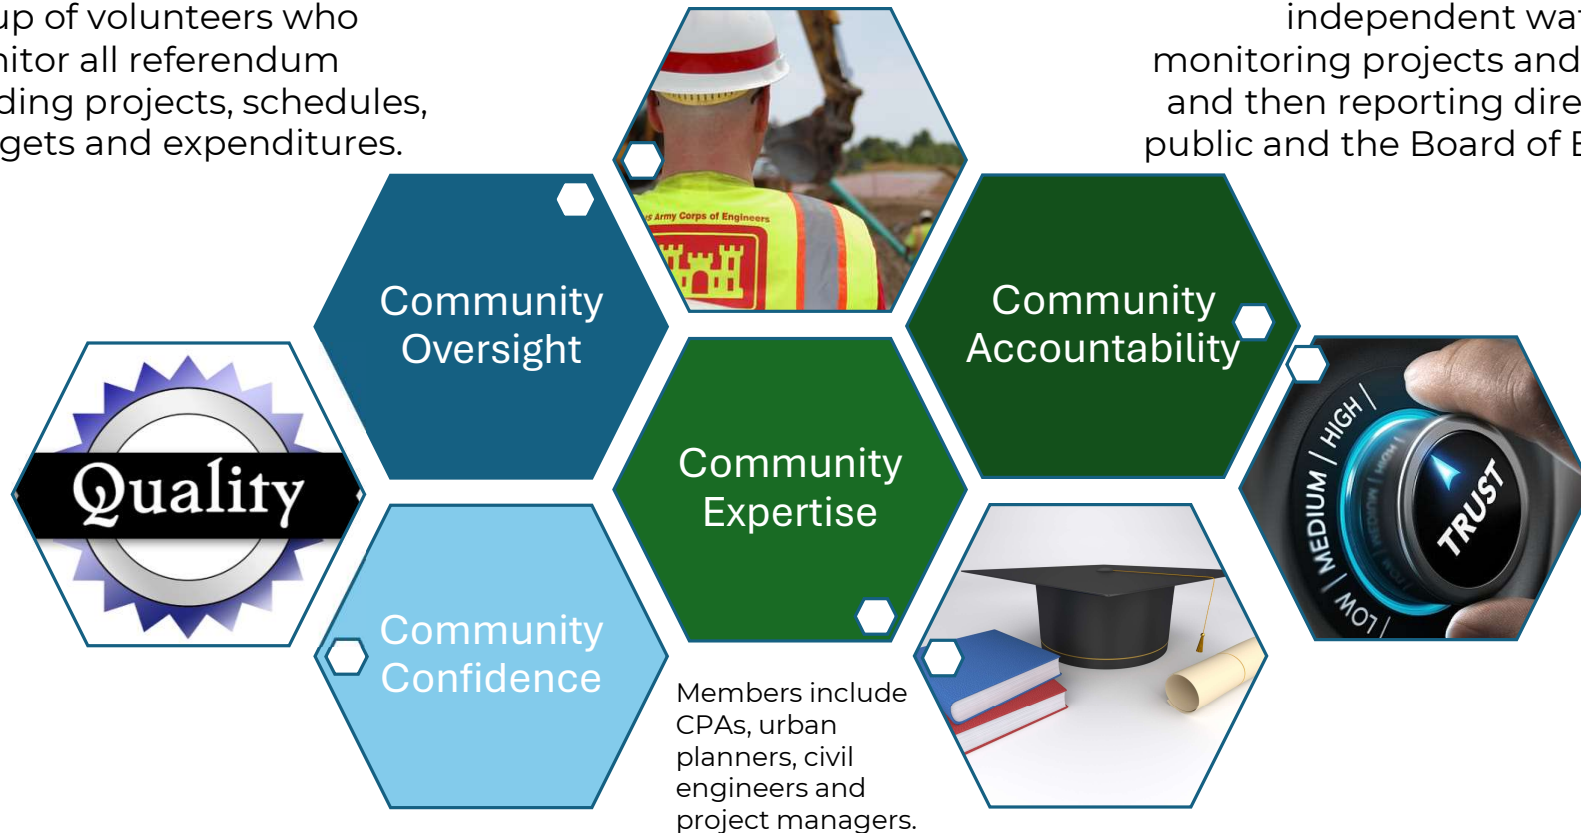 up of volunteers who
nitor all referendum
ding projects, schedules,
gets and expenditures.
independent wat
monitoring projects and
and then reporting dire
public and the Board of E
Army Corps of Engineers
Community
Oversight
Community
Accountability
Quality
Community
Expertise
LOW | MEDIUM | HIGH |
TRUST
Community
Confidence
Members include
CPAs, urban
planners, civil
engineers and
project managers.